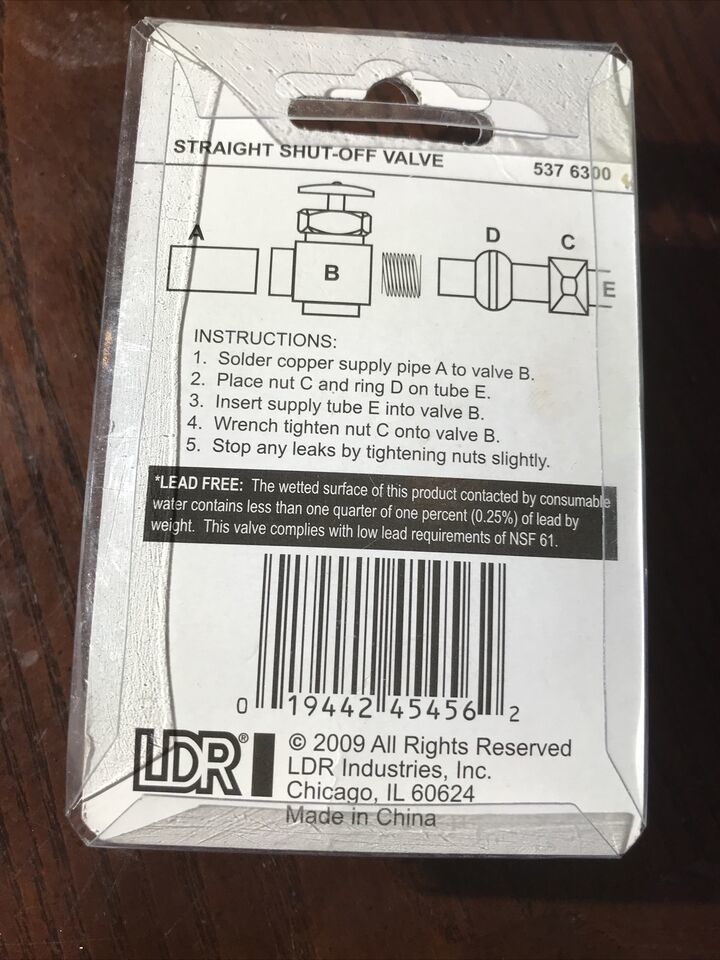 STRAIGHT SHUT-OFF VALVE 537 6300
A B D C E
INSTRUCTIONS:
1. Solder copper supply pipe A to valve B.
2. Place nut C and ring D on tube E.
3. Insert supply tube E into valve B.
4. Wrench tighten nut C onto valve B.
5. Stop any leaks by tightening nuts slightly.
*LEAD FREE: The wetted surface of this product contacted by consumable
water contains less than one quarter of one percent (0.25%) of lead by
weight. This valve complies with low lead requirements of NSF 61.
0 19442 45456 2
LDR®
© 2009 All Rights Reserved
LDR Industries, Inc.
Chicago, IL 60624
Made in China